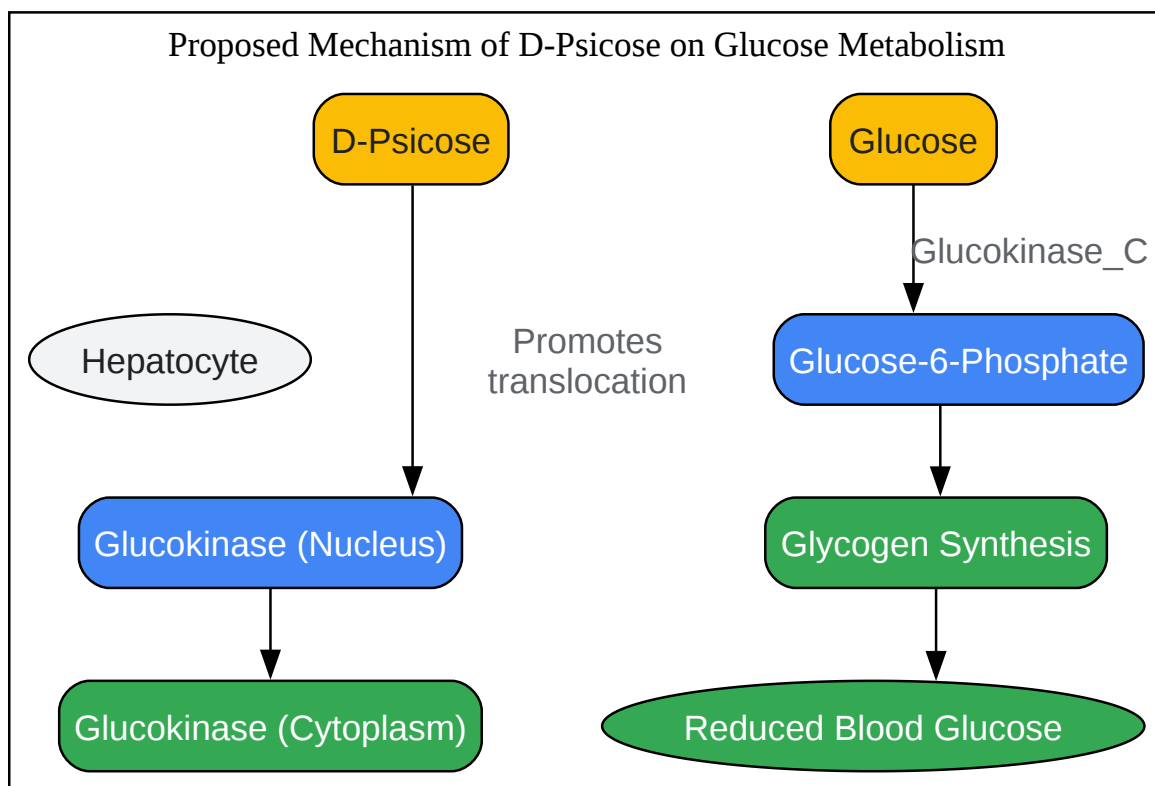 Proposed Mechanism of D-Psicose on Glucose Metabolism
D-Psicose
Glucose
Glucokinase_C
Hepatocyte
Promotes
translocation
Glucose-6-Phosphate
Glucokinase (Nucleus)
Glycogen Synthesis
Glucokinase (Cytoplasm)
Reduced Blood Glucose